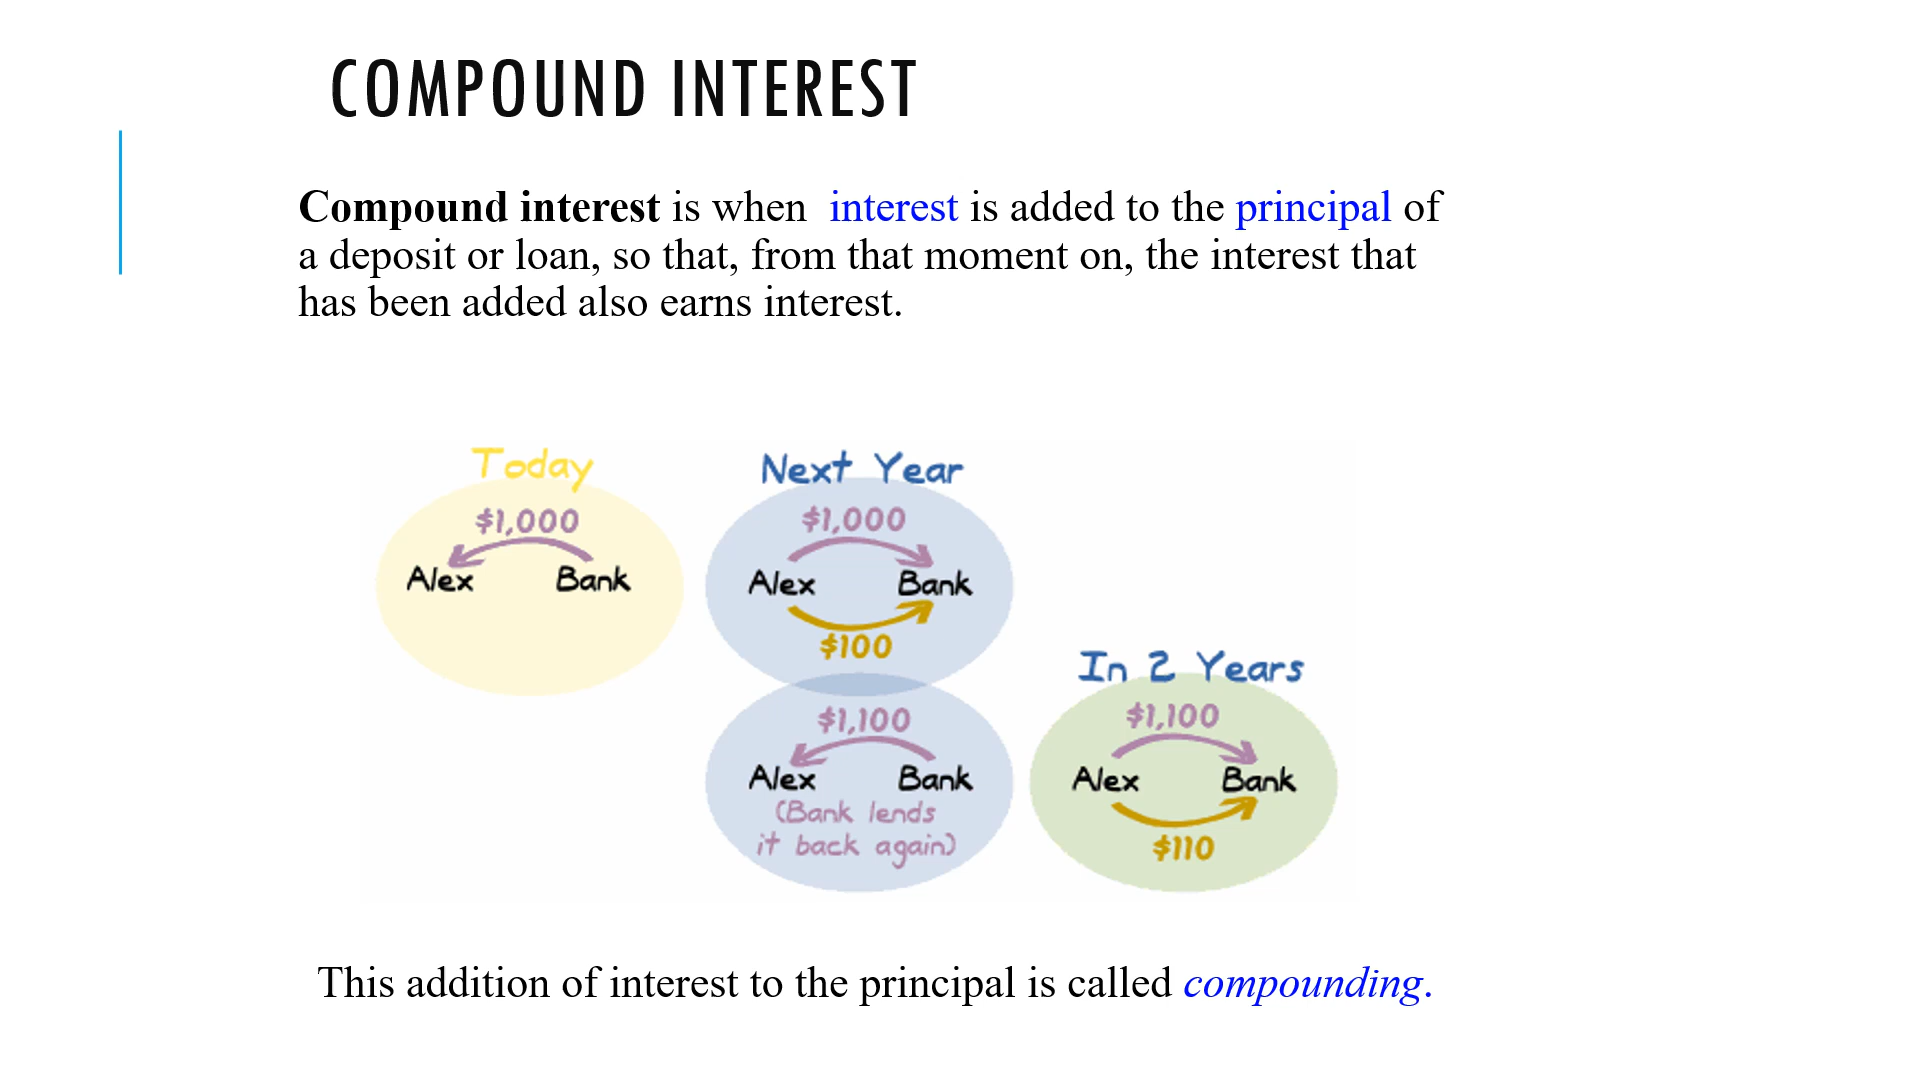 COMPOUND INTEREST
Compound interest is when interest is added to the principal of
a deposit or loan, so that, from that moment on, the interest that
has been added also earns interest.
Today
$1,000
Alex Bank
Next Year
$1,000
Alex Bank
$100
$1,100
Alex Bank
(Bank lends
it back again)
In 2 Years
$1,100
Alex Bank
$110
This addition of interest to the principal is called compounding.